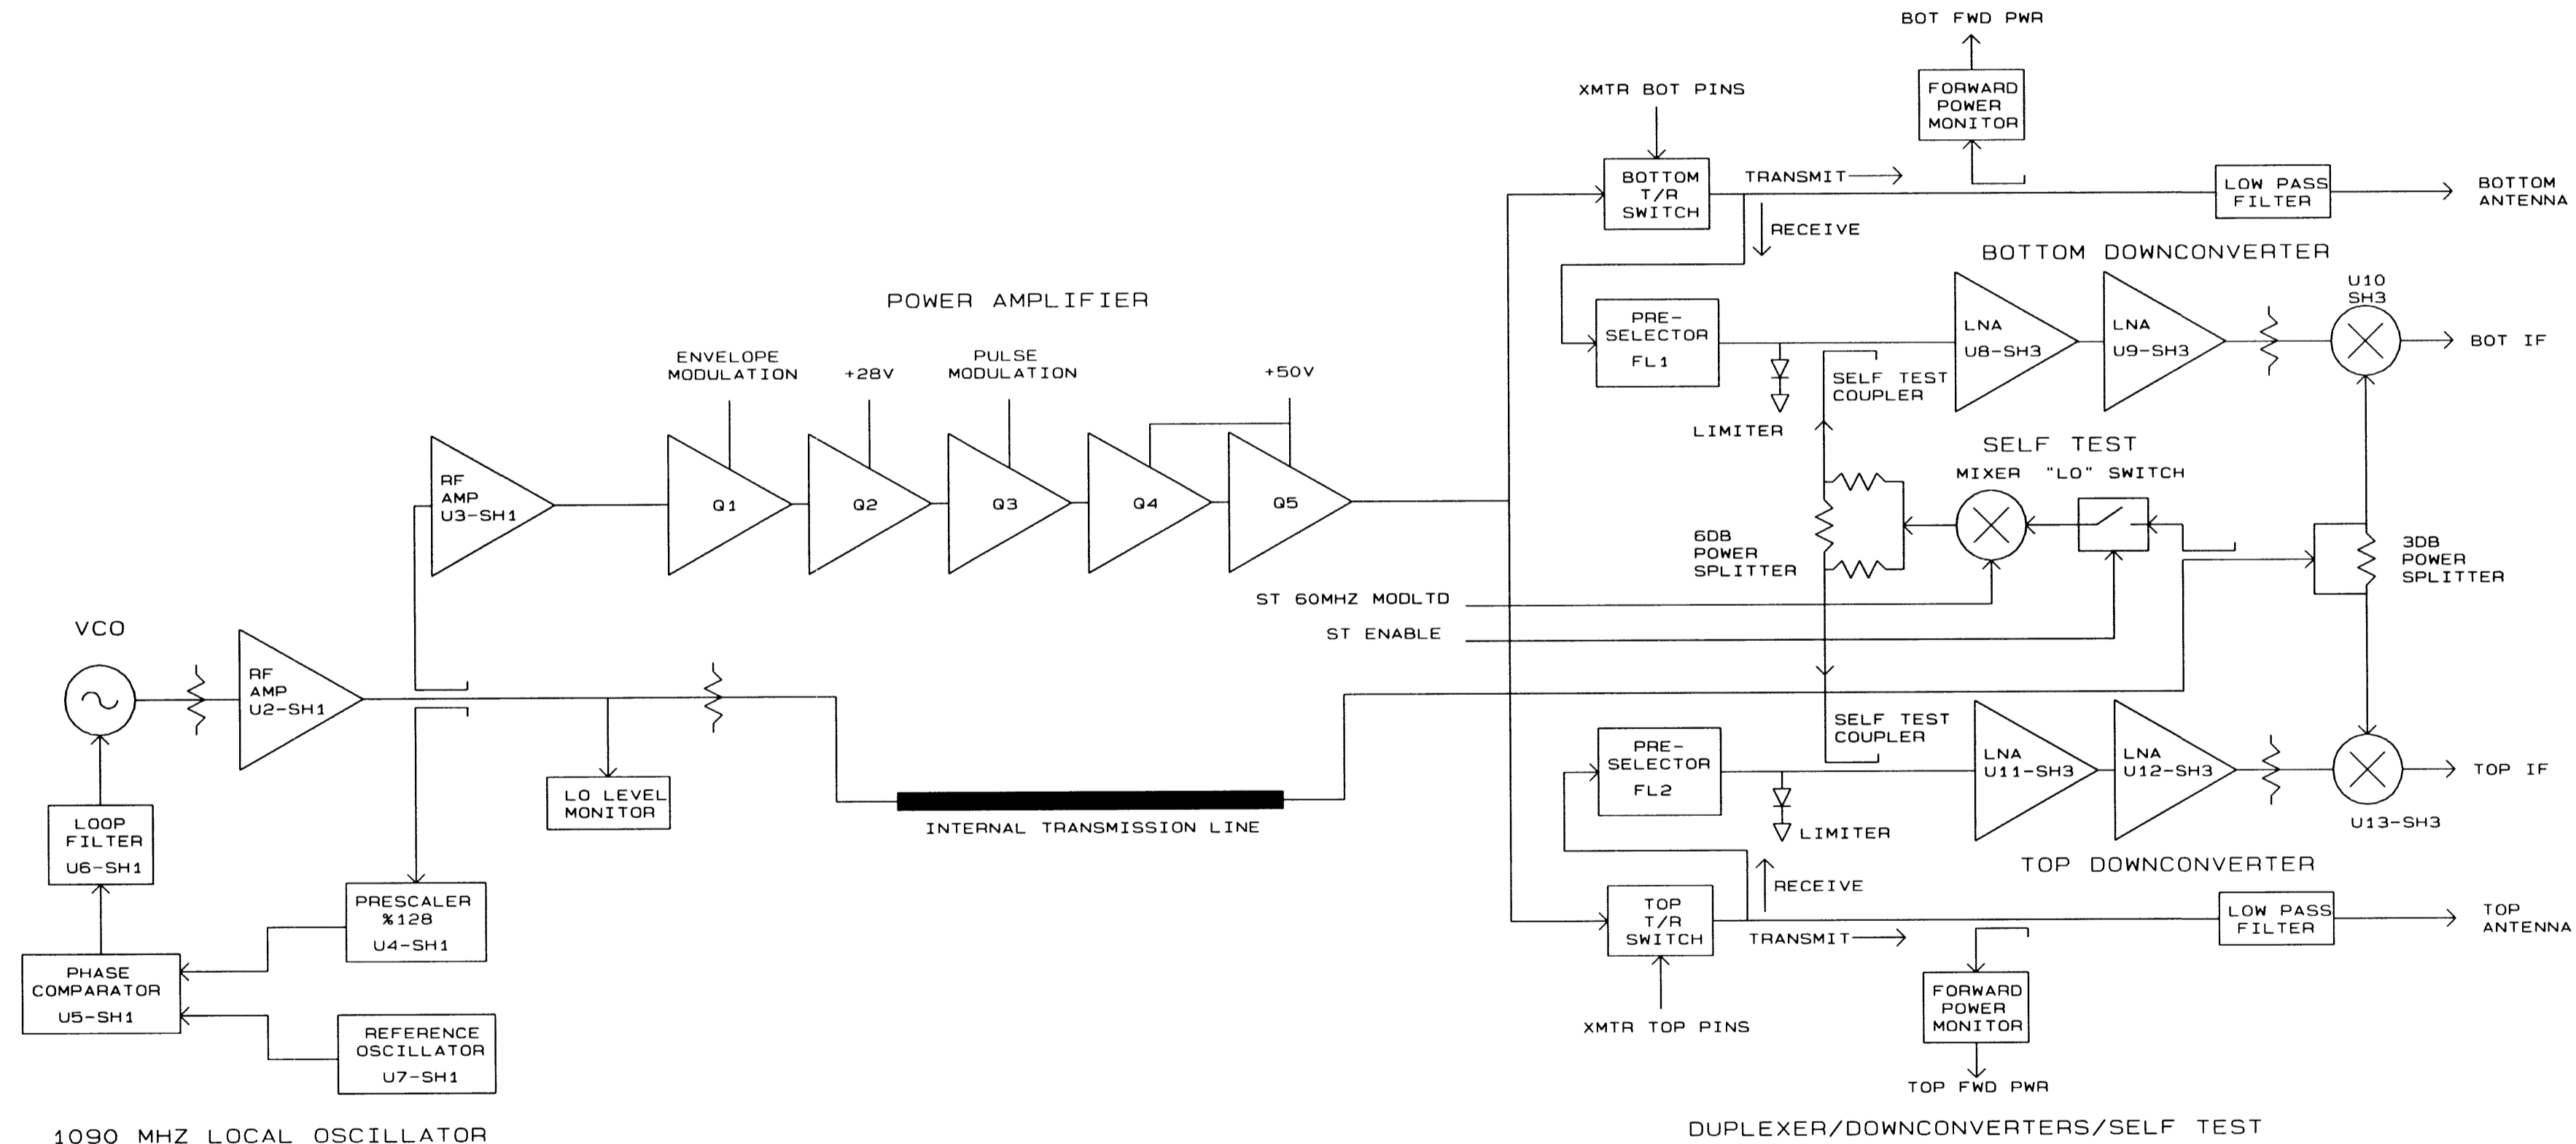 BOT FWD PWR
FORWARD
POWER
MONITOR
XMTR BOT PINS
BOTTOM
T/R
SWITCH
TRANSMIT
RECEIVE
LOW PASS
FILTER
BOTTOM
ANTENNA
BOTTOM DOWNCONVERTER
PRE-
SELECTOR
FL1
LIMITER
SELF TEST
COUPLER
LNA
U8-SH3
LNA
U9-SH3
U10
SH3
BOT IF
POWER AMPLIFIER
ENVELOPE
MODULATION
+28V
PULSE
MODULATION
+50V
RF
AMP
U3-SH1
Q1
Q2
Q3
Q4
Q5
SELF TEST
MIXER "LO" SWITCH
6DB
POWER
SPLITTER
3DB
POWER
SPLITTER
ST 60MHZ MODLTD
ST ENABLE
VCO
RF
AMP
U2-SH1
LO LEVEL
MONITOR
INTERNAL TRANSMISSION LINE
LOOP
FILTER
U6-SH1
PRESCALER
%128
U4-SH1
PHASE
COMPARATOR
U5-SH1
REFERENCE
OSCILLATOR
U7-SH1
1090 MHZ LOCAL OSCILLATOR
PRE-
SELECTOR
FL2
LIMITER
SELF TEST
COUPLER
LNA
U11-SH3
LNA
U12-SH3
TOP IF
U13-SH3
TOP DOWNCONVERTER
RECEIVE
TOP
T/R
SWITCH
TRANSMIT
LOW PASS
FILTER
TOP
ANTENNA
XMTR TOP PINS
FORWARD
POWER
MONITOR
TOP FWD PWR
DUPLEXER/DOWNCONVERTERS/SELF TEST